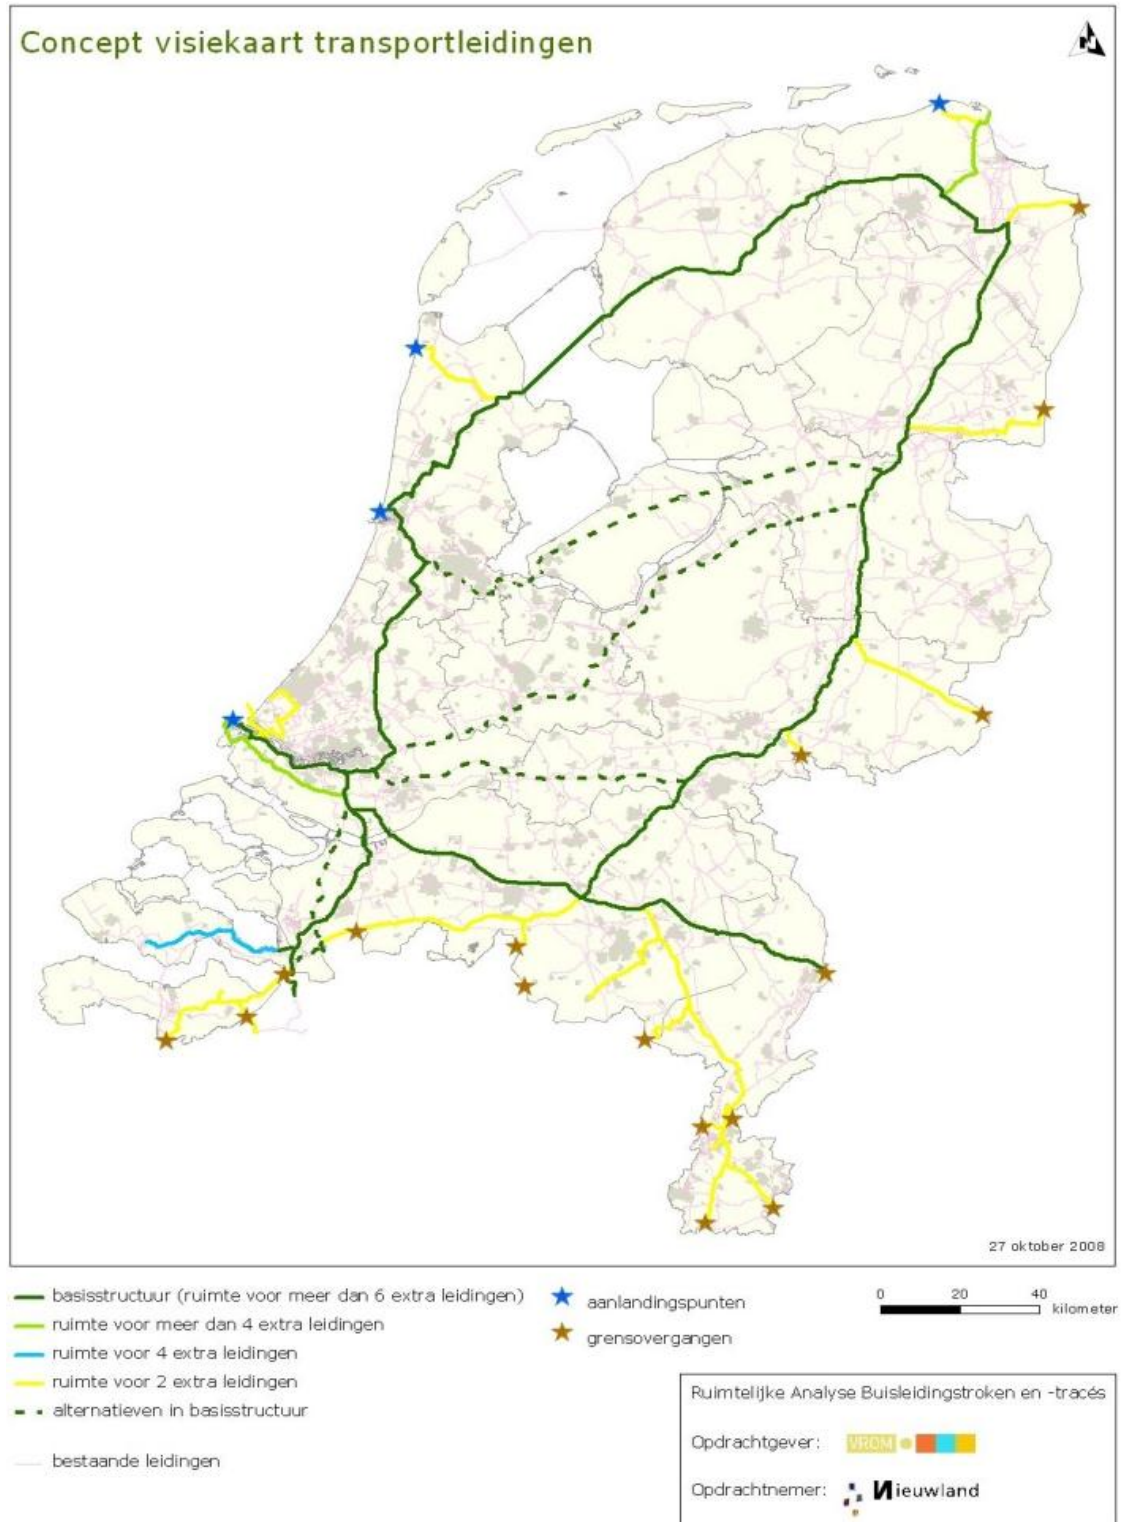 Concept visiekaart transportleidingen
N
27 oktober 2008
basisstructuur (ruimte voor meer dan 6 extra leidingen)
ruimte voor meer dan 4 extra leidingen
ruimte voor 4 extra leidingen
ruimte voor 2 extra leidingen
alternatieven in basisstructuur
bestaande leidingen
aanlandingspunten
grensovergangen
0 20 40
kilometer
Ruimtelijke Analyse Buisleidingstroken en -tracés
Opdrachtgever: VROM
Opdrachtnemer: Nieuwland